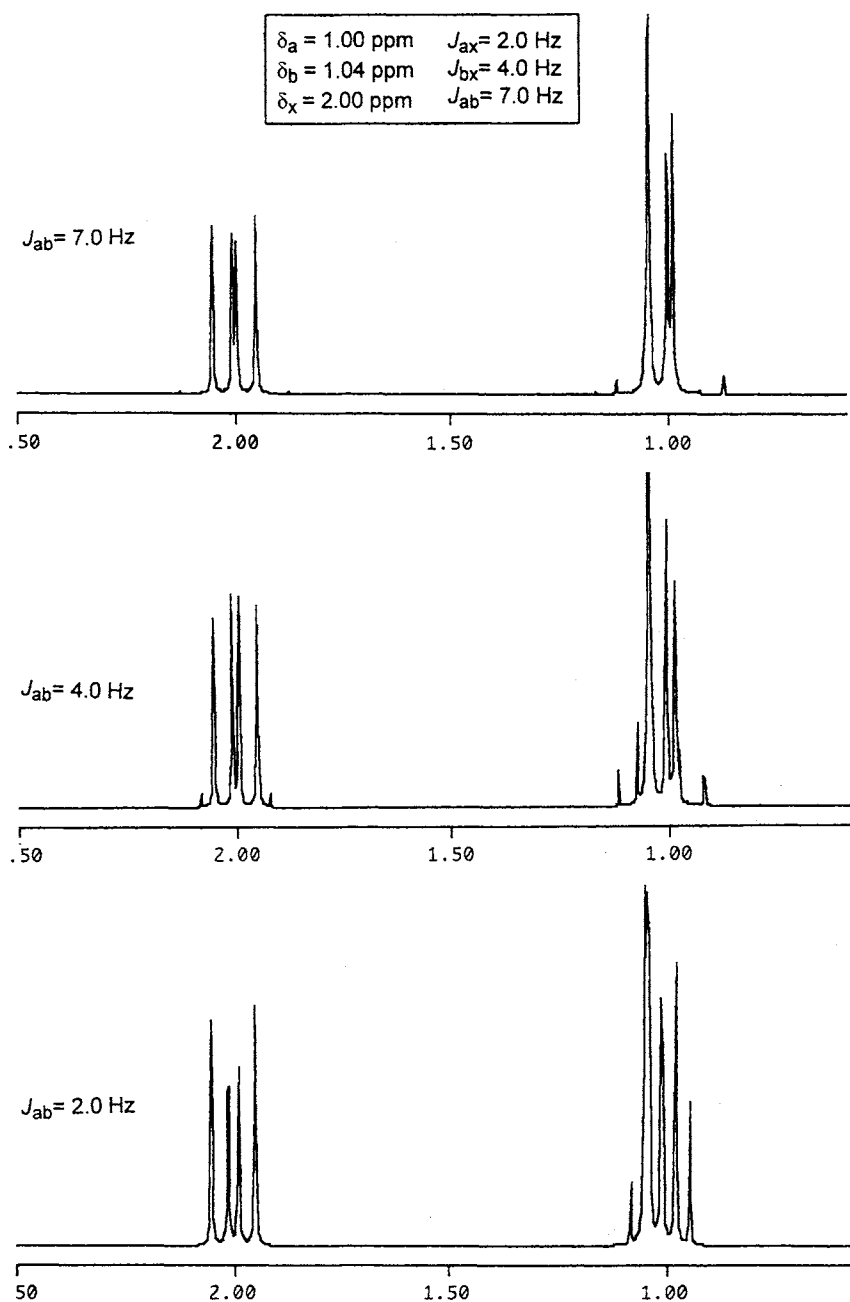 δa = 1.00 ppm Jax= 2.0 Hz
δb = 1.04 ppm Jbx= 4.0 Hz
δx = 2.00 ppm Jab= 7.0 Hz
Jab= 7.0 Hz
.50 2.00 1.50 1.00
Jab= 4.0 Hz
.50 2.00 1.50 1.00
Jab= 2.0 Hz
50 2.00 1.50 1.00